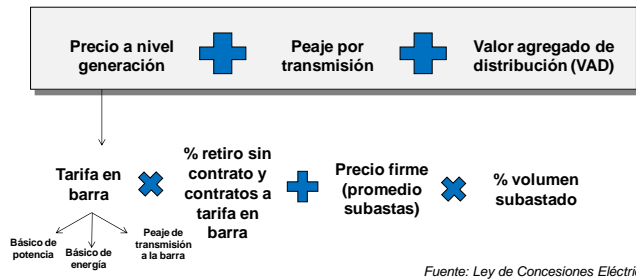 Precio a nivel
generación
Peaje por
transmisión
Valor agregado de
distribución (VAD)
Tarifa en
barra
% retiro sin
contrato y
contratos a
tarifa en
barra
Precio firme
(promedio
subastas)
% volumen
subastado
Básico de
potencia
Básico de
energía
Peaje de
transmisión
a la barra
Fuente: Ley de Concesiones Eléctric